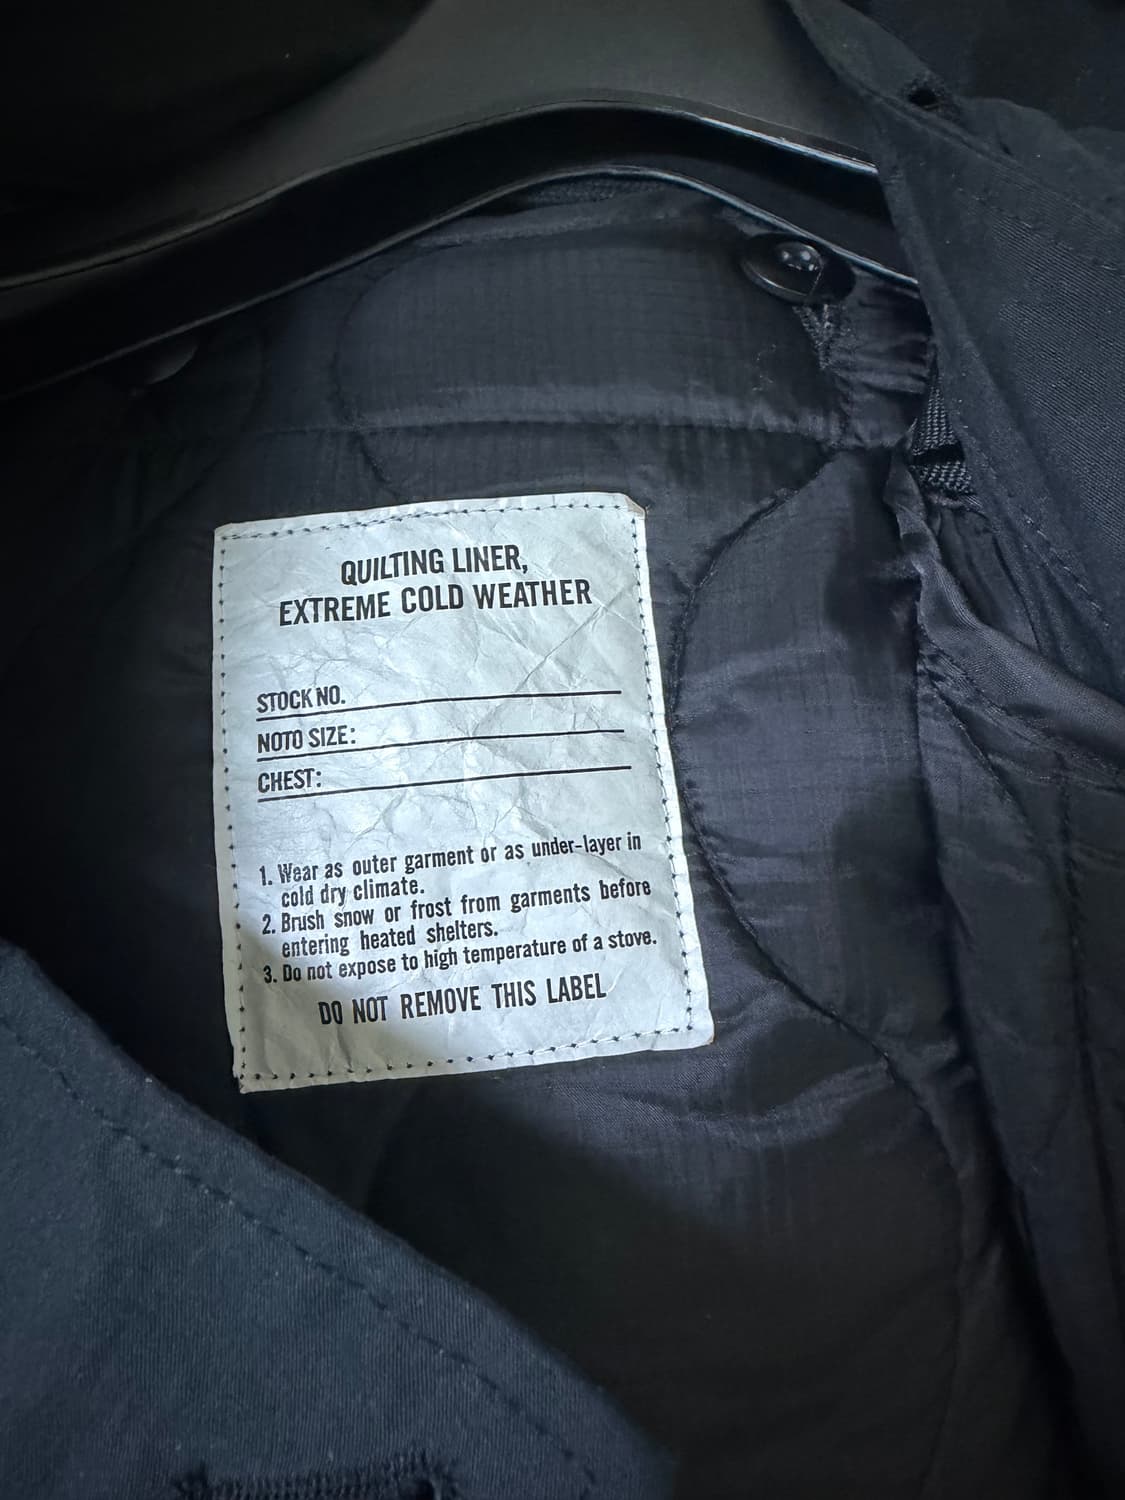 QUILTING LINER,
EXTREME COLD WEATHER
STOCK NO.
NOTO SIZE:
CHEST:
1. Wear as outer garment or as under-layer in
cold dry climate.
2. Brush snow or frost from garments before
entering heated shelters.
3. Do not expose to high temperature of a stove.
DO NOT REMOVE THIS LABEL